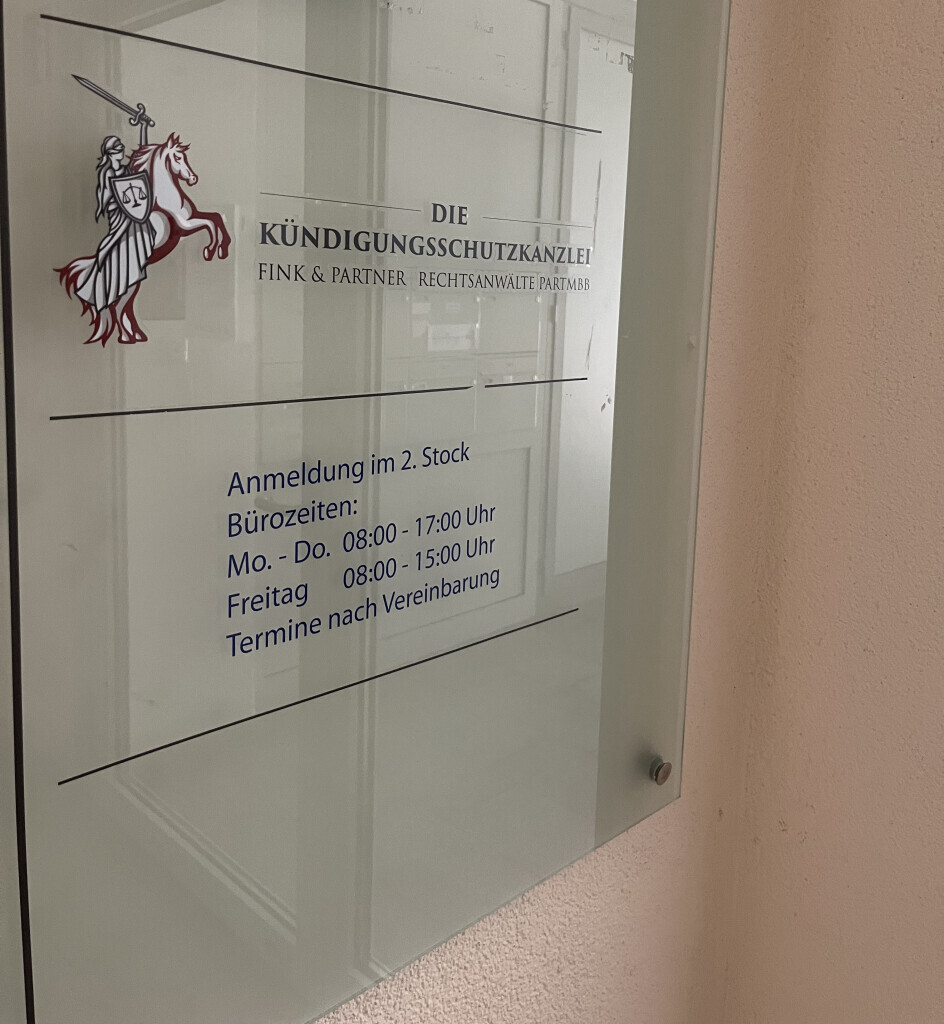 DIE
KÜNDIGUNGSSCHUTZKANZLEI
FINK & PARTNER RECHTSANWÄLTE PARTMBB
Anmeldung im 2. Stock
Bürozeiten:
Mo. - Do. 08:00 - 17:00 Uhr
Freitag 08:00 - 15:00 Uhr
Termine nach Vereinbarung